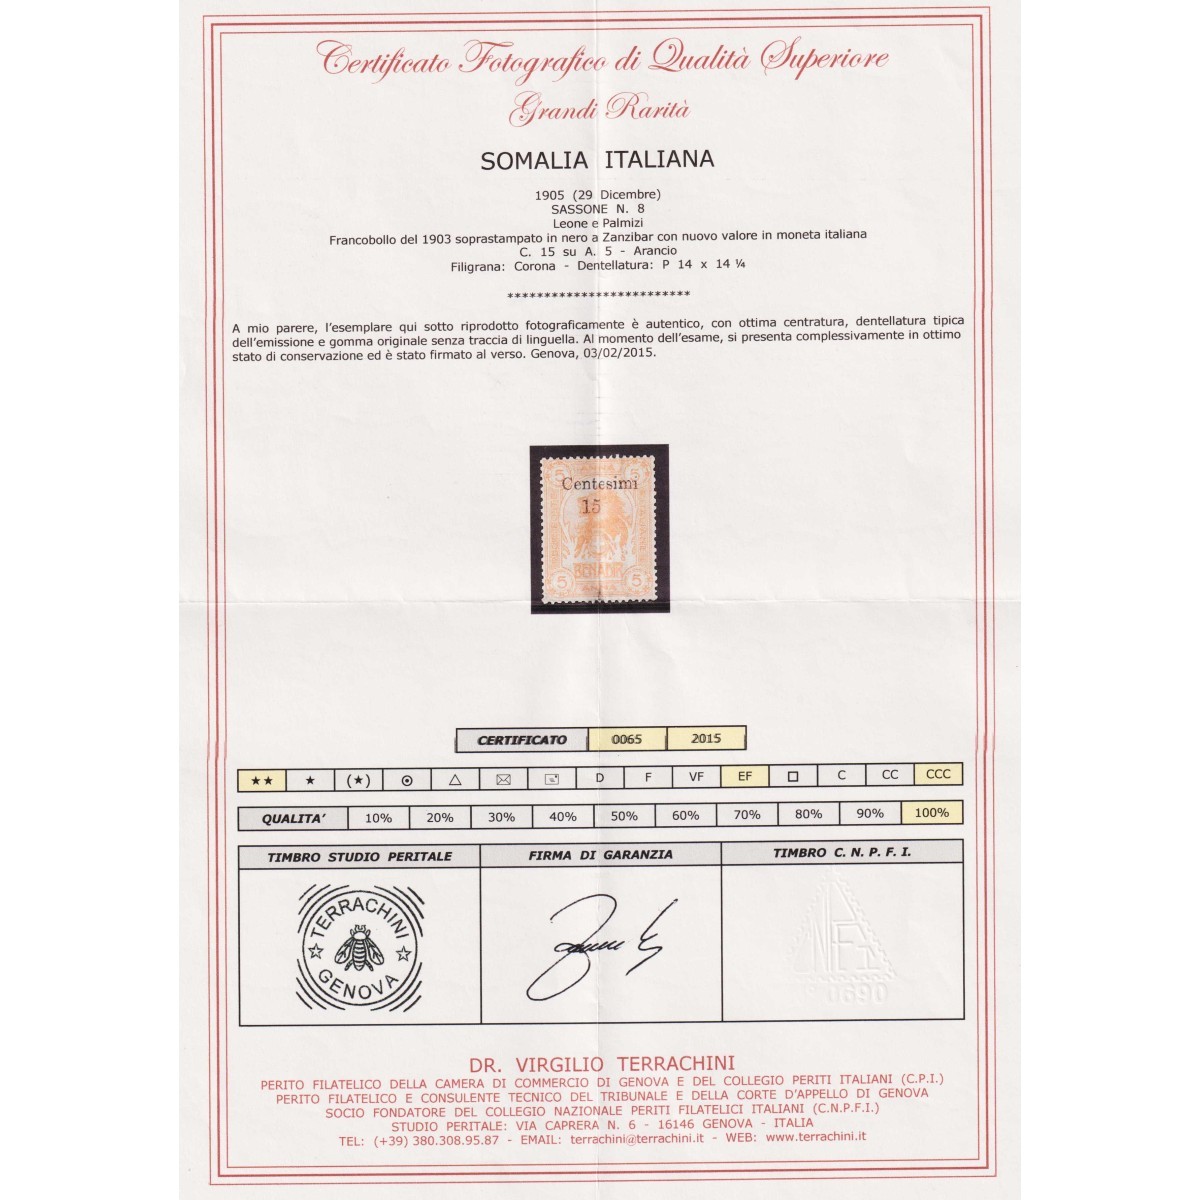 Certificato Fotografico di Qualità Superiore
Grandi Rarità
SOMALIA ITALIANA
1905 (29 Dicembre)
SASSONE N. 8
Leone e Palmizi
Francobollo del 1903 soprastampato in nero a Zanzibar con nuovo valore in moneta italiana
C. 15 su A. 5 - Arancio
Filigrana: Corona - Dentellatura: P 14 x 14 ¼
*************************
A mio parere, l'esemplare qui sotto riprodotto fotograficamente è autentico, con ottima centratura, dentellatura tipica
dell'emissione e gomma originale senza traccia di linguella. Al momento dell'esame, si presenta complessivamente in ottimo
stato di conservazione ed è stato firmato al verso. Genova, 03/02/2015.
5 5
Centesimi
15
BENADIR
5 ANNA 5
CERTIFICATO 0065 2015
★★ ★ (★) ⊙ △ ✉ D F VF EF □ C CC CCC
QUALITA' 10% 20% 30% 40% 50% 60% 70% 80% 90% 100%
TIMBRO STUDIO PERITALE FIRMA DI GARANZIA TIMBRO C. N. P. F. I.
TERRACHINI
GENOVA
CNPFI
N° 0690
DR. VIRGILIO TERRACHINI
PERITO FILATELICO DELLA CAMERA DI COMMERCIO DI GENOVA E DEL COLLEGIO PERITI ITALIANI (C.P.I.)
PERITO FILATELICO E CONSULENTE TECNICO DEL TRIBUNALE E DELLA CORTE D'APPELLO DI GENOVA
SOCIO FONDATORE DEL COLLEGIO NAZIONALE PERITI FILATELICI ITALIANI (C.N.P.F.I.)
STUDIO PERITALE: VIA CAPRERA N. 6 - 16146 GENOVA - ITALIA
TEL: (+39) 380.308.95.87 - EMAIL: terrachini@terrachini.it - WEB: www.terrachini.it